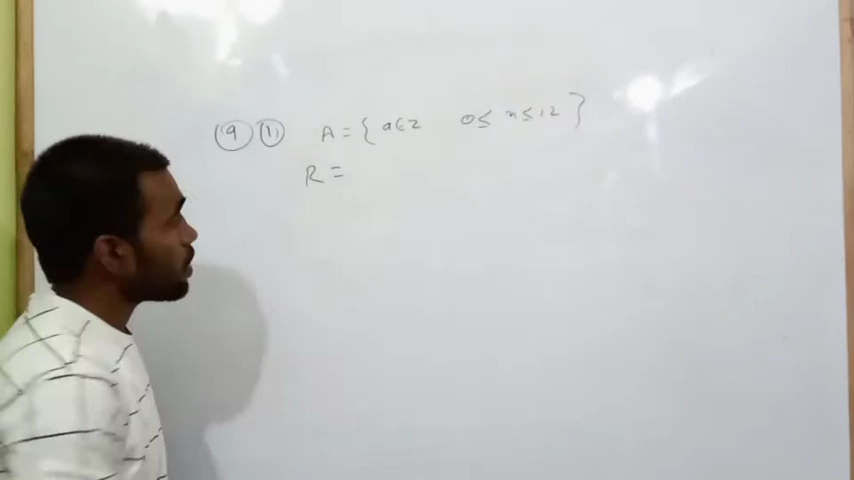 (9) (1) A = { a∈Z 0 ≤ x ≤ 12 }
R =